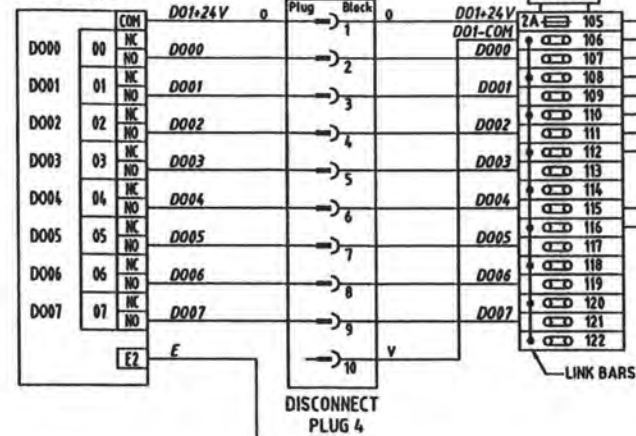 Plug Block
COM DO1+24V 0 1 0 DO1+24V 2A 105
DO1-COM 106
DO00 00 NC NO DO00 2 DO00 107
108
DO01 01 NC NO DO01 3 DO01 109
110
DO02 02 NC NO DO02 4 DO02 111
112
DO03 03 NC NO DO03 5 DO03 113
114
DO04 04 NC NO DO04 6 DO04 115
116
DO05 05 NC NO DO05 7 DO05 117
118
DO06 06 NC NO DO06 8 DO06 119
120
DO07 07 NC NO DO07 9 DO07 121
E2 E 10 V 122
LINK BARS
DISCONNECT
PLUG 4